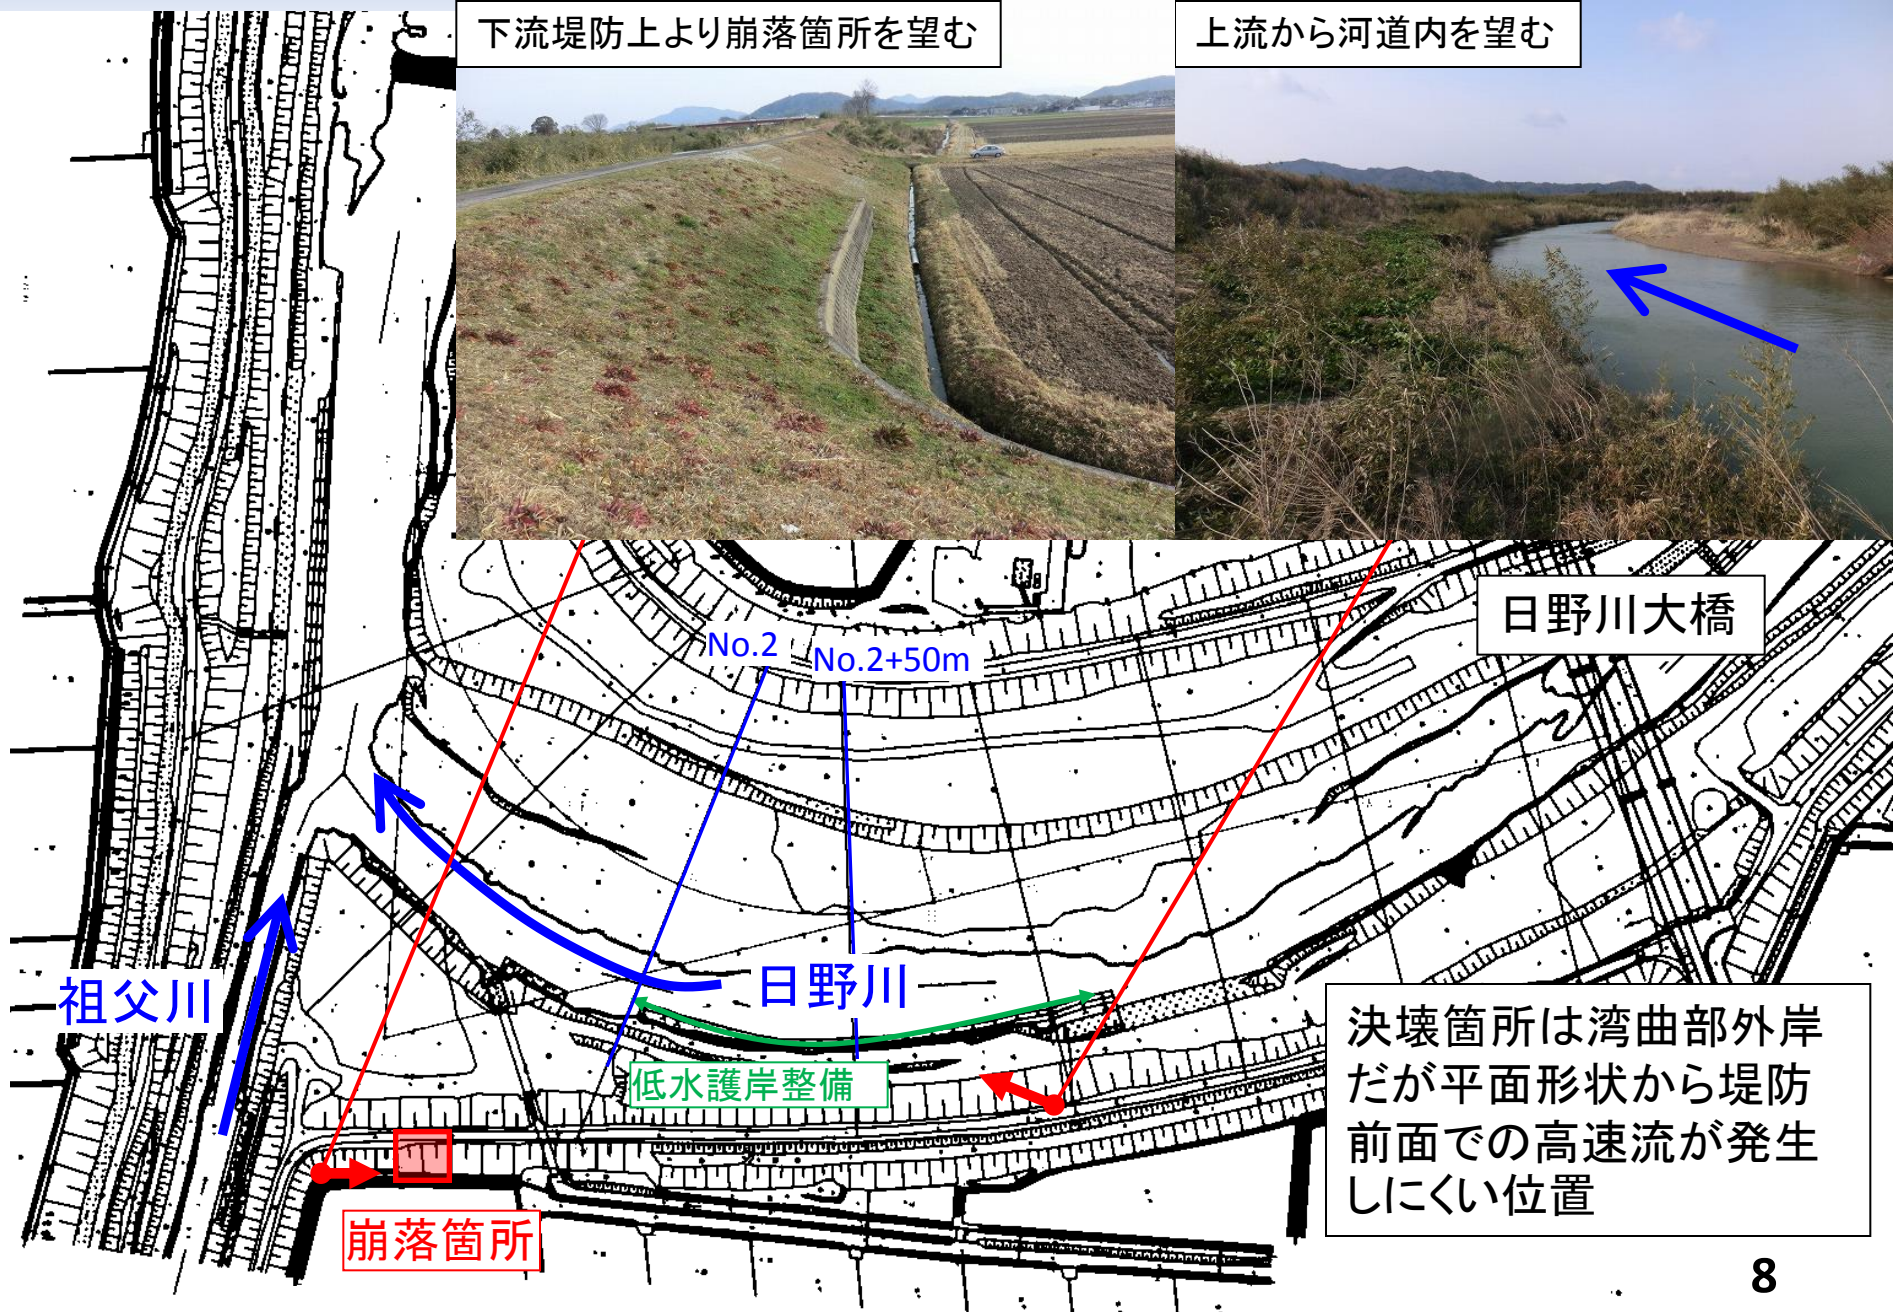 下流堤防上より崩落箇所を望む
上流から河道内を望む
日野川大橋
No.2
No.2+50m
日野川
祖父川
低水護岸整備
決壊箇所は湾曲部外岸
だが平面形状から堤防
前面での高速流が発生
しにくい位置
崩落箇所
8